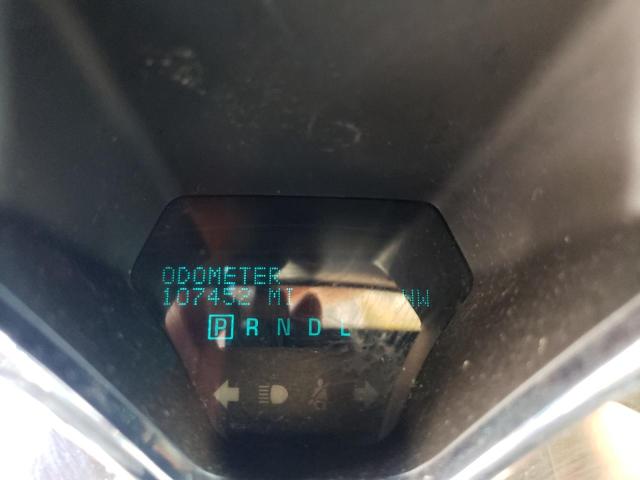 ODOMETER
107452 MI NW
P R N D L